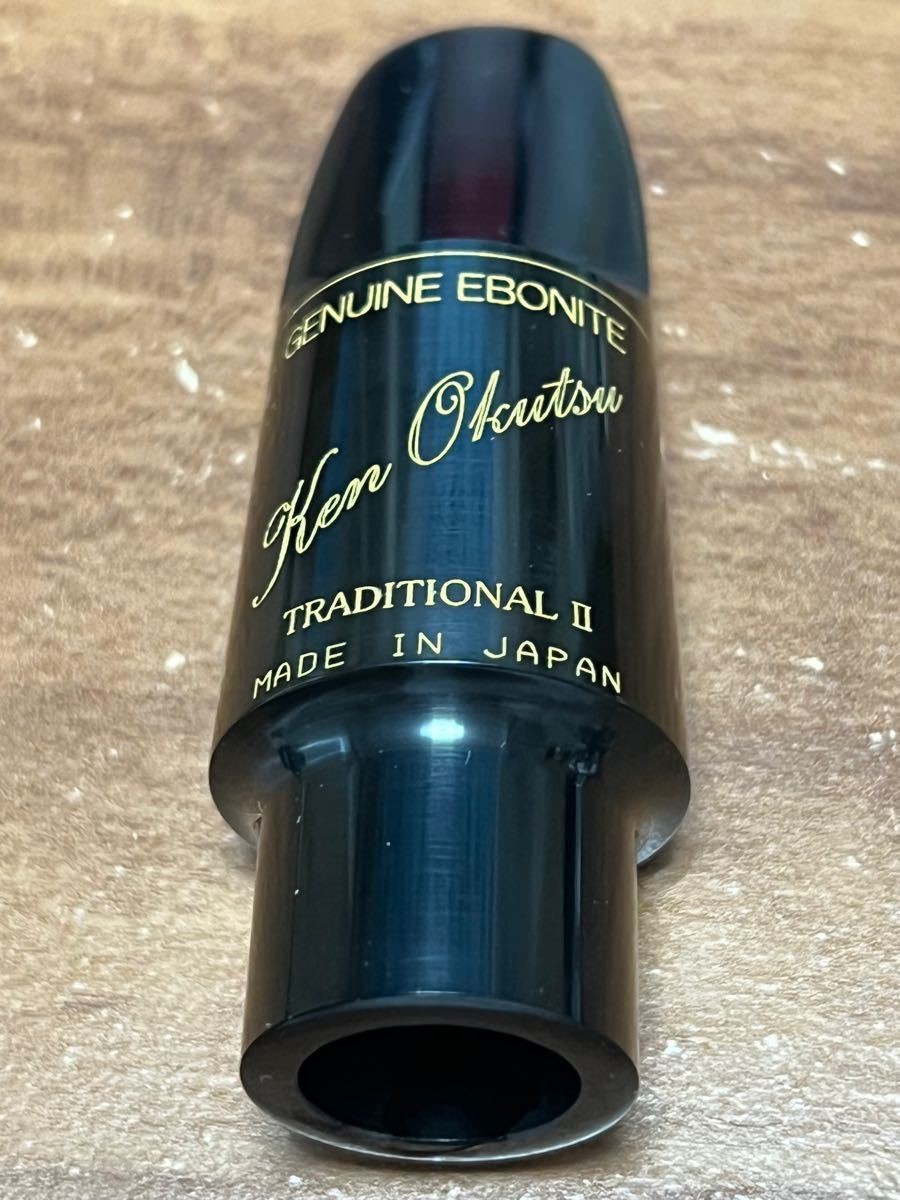 GENUINE EBONITE
Ken Okutsu
TRADITIONAL II
MADE IN JAPAN